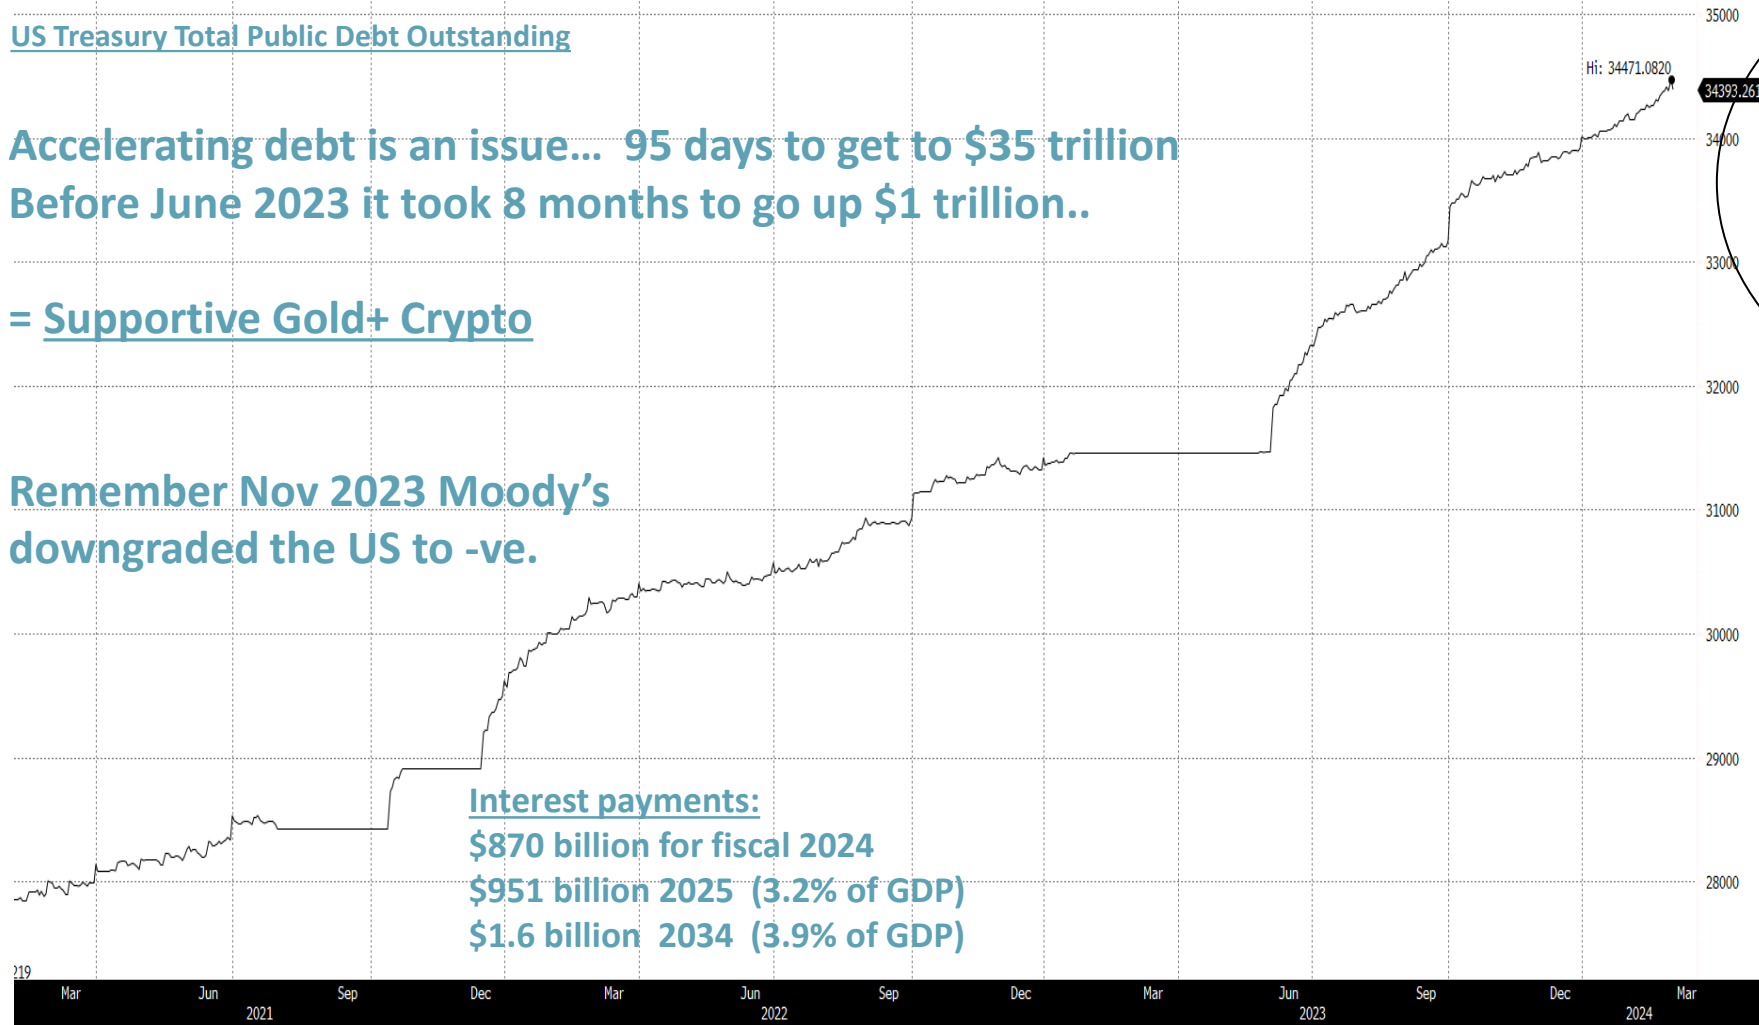 US Treasury Total Public Debt Outstanding
35000
Hi: 34471.0820
34393.261
Accelerating debt is an issue... 95 days to get to $35 trillion
34000
Before June 2023 it took 8 months to go up $1 trillion..
33000
= Supportive Gold+ Crypto
32000
Remember Nov 2023 Moody’s
31000
downgraded the US to -ve.
30000
29000
Interest payments:
$870 billion for fiscal 2024
$951 billion 2025 (3.2% of GDP)
28000
$1.6 billion 2034 (3.9% of GDP)
219
Mar Jun Sep Dec Mar Jun Sep Dec Mar Jun Sep Dec Mar
2021 2022 2023 2024